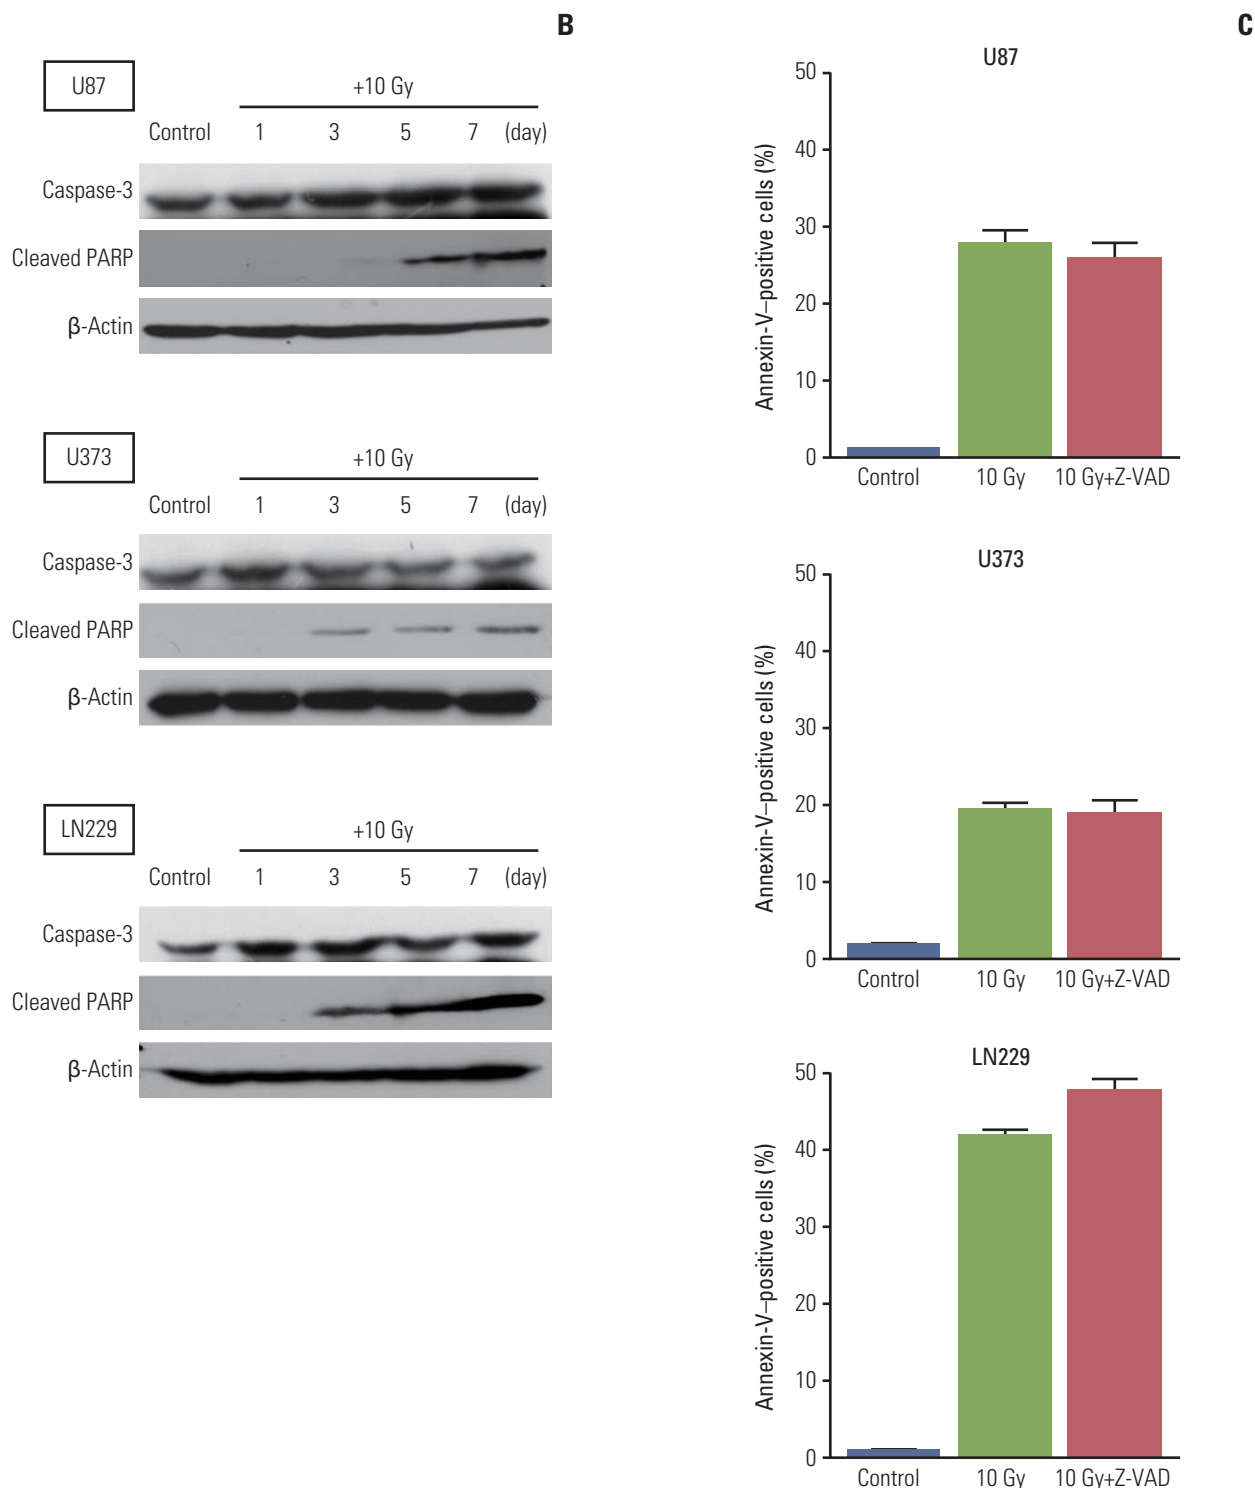 B
U87
+10 Gy
Control 1 3 5 7 (day)
Caspase-3
Cleaved PARP
β-Actin
U373
+10 Gy
Control 1 3 5 7 (day)
Caspase-3
Cleaved PARP
β-Actin
LN229
+10 Gy
Control 1 3 5 7 (day)
Caspase-3
Cleaved PARP
β-Actin
C
U87
Annexin-V–positive cells (%)
50
40
30
20
10
0
Control 10 Gy 10 Gy+Z-VAD
U373
Annexin-V–positive cells (%)
50
40
30
20
10
0
Control 10 Gy 10 Gy+Z-VAD
LN229
Annexin-V–positive cells (%)
50
40
30
20
10
0
Control 10 Gy 10 Gy+Z-VAD